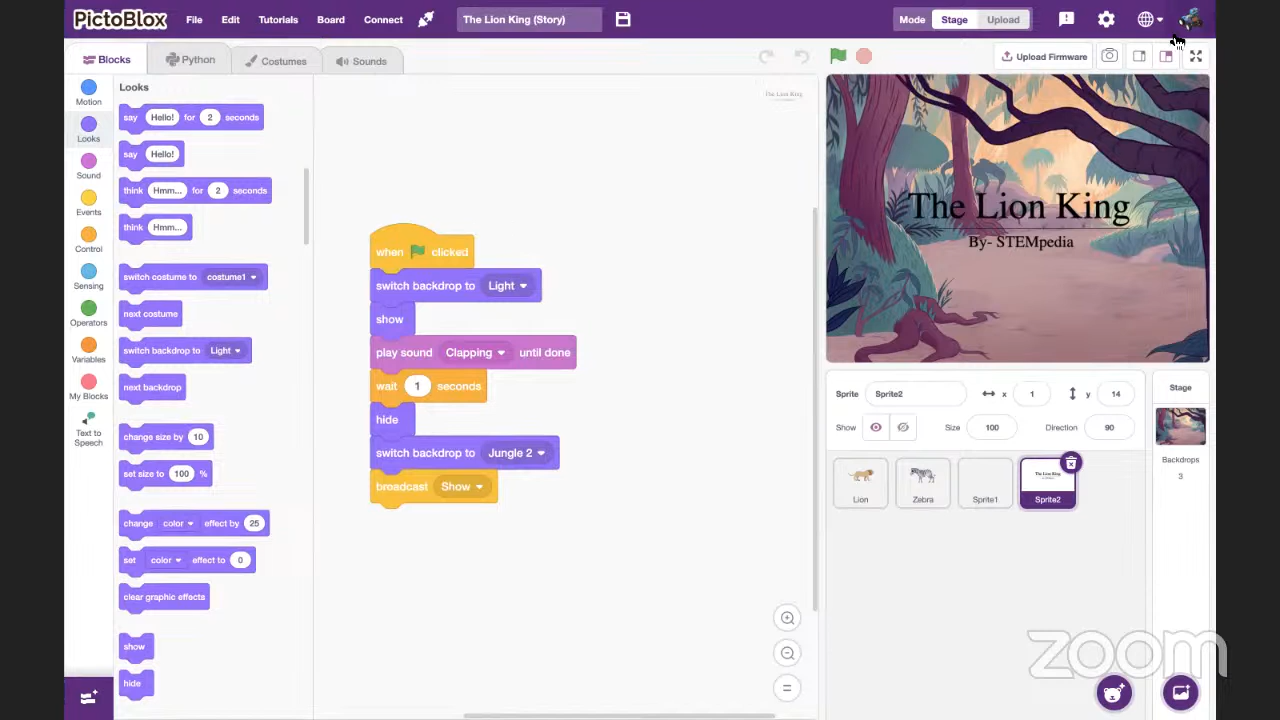 PictoBlox
File
Edit
Tutorials
Board
Connect
The Lion King (Story)
Mode
Stage
Upload
Blocks
Python
Costumes
Sounds
Upload Firmware
Motion
Looks
Sound
Events
Control
Sensing
Operators
Variables
My Blocks
Text to
Speech
Looks
say Hello! for 2 seconds
say Hello!
think Hmm... for 2 seconds
think Hmm...
switch costume to costume1
next costume
switch backdrop to Light
next backdrop
change size by 10
set size to 100 %
change color effect by 25
set color effect to 0
clear graphic effects
show
hide
The Lion King
when clicked
switch backdrop to Light
show
play sound Clapping until done
wait 1 seconds
hide
switch backdrop to Jungle 2
broadcast Show
The Lion King
By- STEMpedia
Sprite Sprite2 x 1 y 14
Show Size 100 Direction 90
Lion
Zebra
Sprite1
The Lion King
Sprite2
Stage
Backdrops
3
zoom